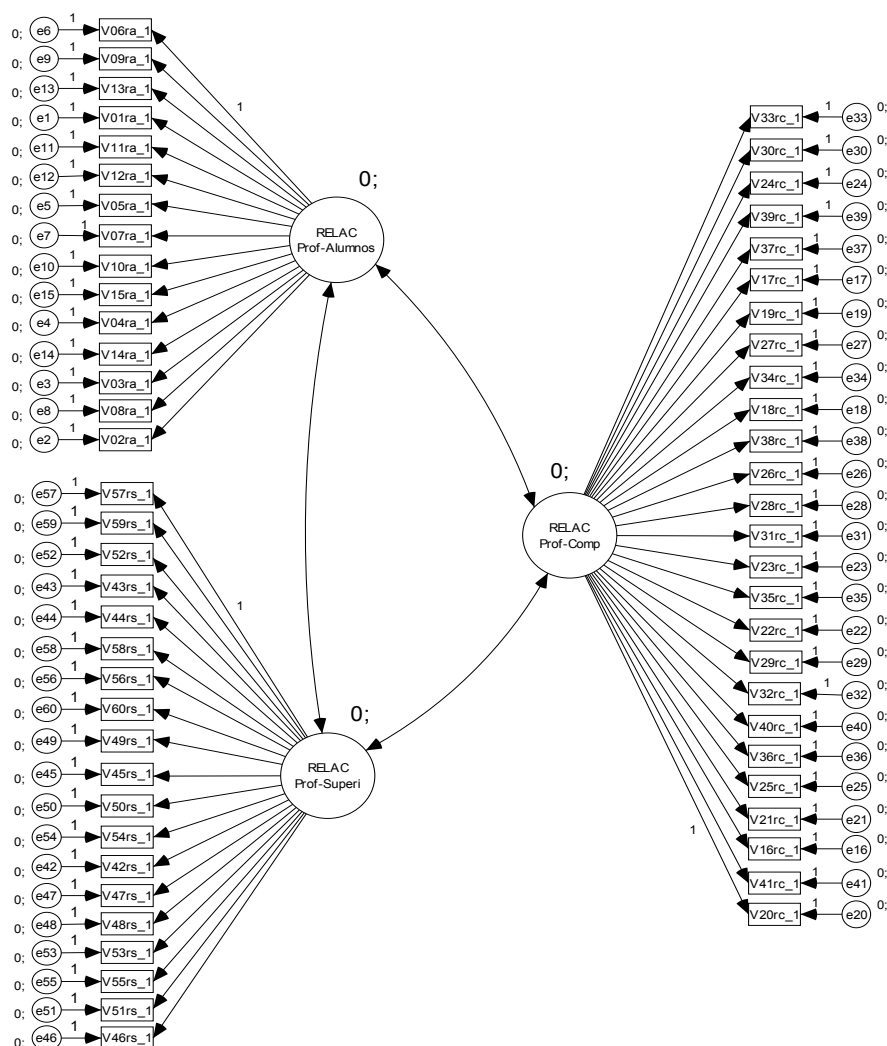 0; e6 1 V06ra_1
0; e9 1 V09ra_1
0; e13 1 V13ra_1
0; e1 1 V01ra_1
0; e11 1 V11ra_1
0; e12 1 V12ra_1
0; e5 1 V05ra_1
0; e7 1 V07ra_1
0; e10 1 V10ra_1
0; e15 1 V15ra_1
0; e4 1 V04ra_1
0; e14 1 V14ra_1
0; e3 1 V03ra_1
0; e8 1 V08ra_1
0; e2 1 V02ra_1
1
0;
RELAC
Prof-Alumnos
0; e57 1 V57rs_1
0; e59 1 V59rs_1
0; e52 1 V52rs_1
0; e43 1 V43rs_1
0; e44 1 V44rs_1
0; e58 1 V58rs_1
0; e56 1 V56rs_1
0; e60 1 V60rs_1
0; e49 1 V49rs_1
0; e45 1 V45rs_1
0; e50 1 V50rs_1
0; e54 1 V54rs_1
0; e42 1 V42rs_1
0; e47 1 V47rs_1
0; e48 1 V48rs_1
0; e53 1 V53rs_1
0; e55 1 V55rs_1
0; e51 1 V51rs_1
0; e46 1 V46rs_1
1
0;
RELAC
Prof-Superi
0;
RELAC
Prof-Comp
V33rc_1 1 e33 0;
V30rc_1 1 e30 0;
V24rc_1 1 e24 0;
V39rc_1 1 e39 0;
V37rc_1 1 e37 0;
V17rc_1 1 e17 0;
V19rc_1 1 e19 0;
V27rc_1 1 e27 0;
V34rc_1 1 e34 0;
V18rc_1 1 e18 0;
V38rc_1 1 e38 0;
V26rc_1 1 e26 0;
V28rc_1 1 e28 0;
V31rc_1 1 e31 0;
V23rc_1 1 e23 0;
V35rc_1 1 e35 0;
V22rc_1 1 e22 0;
V29rc_1 1 e29 0;
V32rc_1 1 e32 0;
V40rc_1 1 e40 0;
V36rc_1 1 e36 0;
V25rc_1 1 e25 0;
V21rc_1 1 e21 0;
V16rc_1 1 e16 0;
V41rc_1 1 e41 0;
V20rc_1 1 e20 0;
1